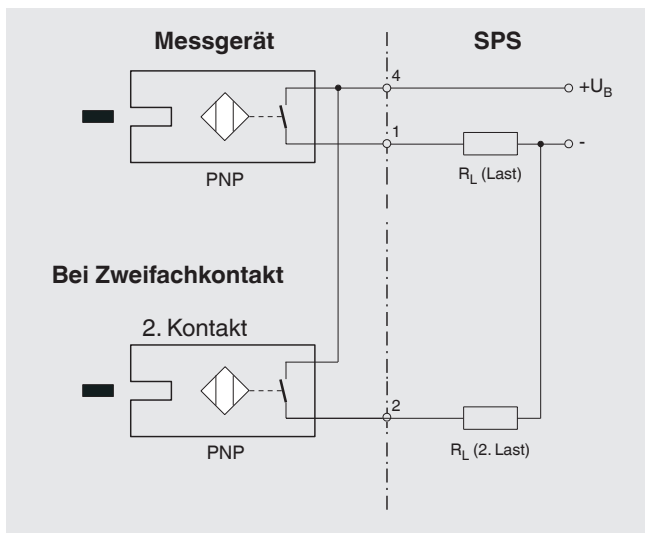 Messgerät
SPS
4
+U_B
1
-
R_L (Last)
PNP
Bei Zweifachkontakt
2. Kontakt
2
R_L (2. Last)
PNP